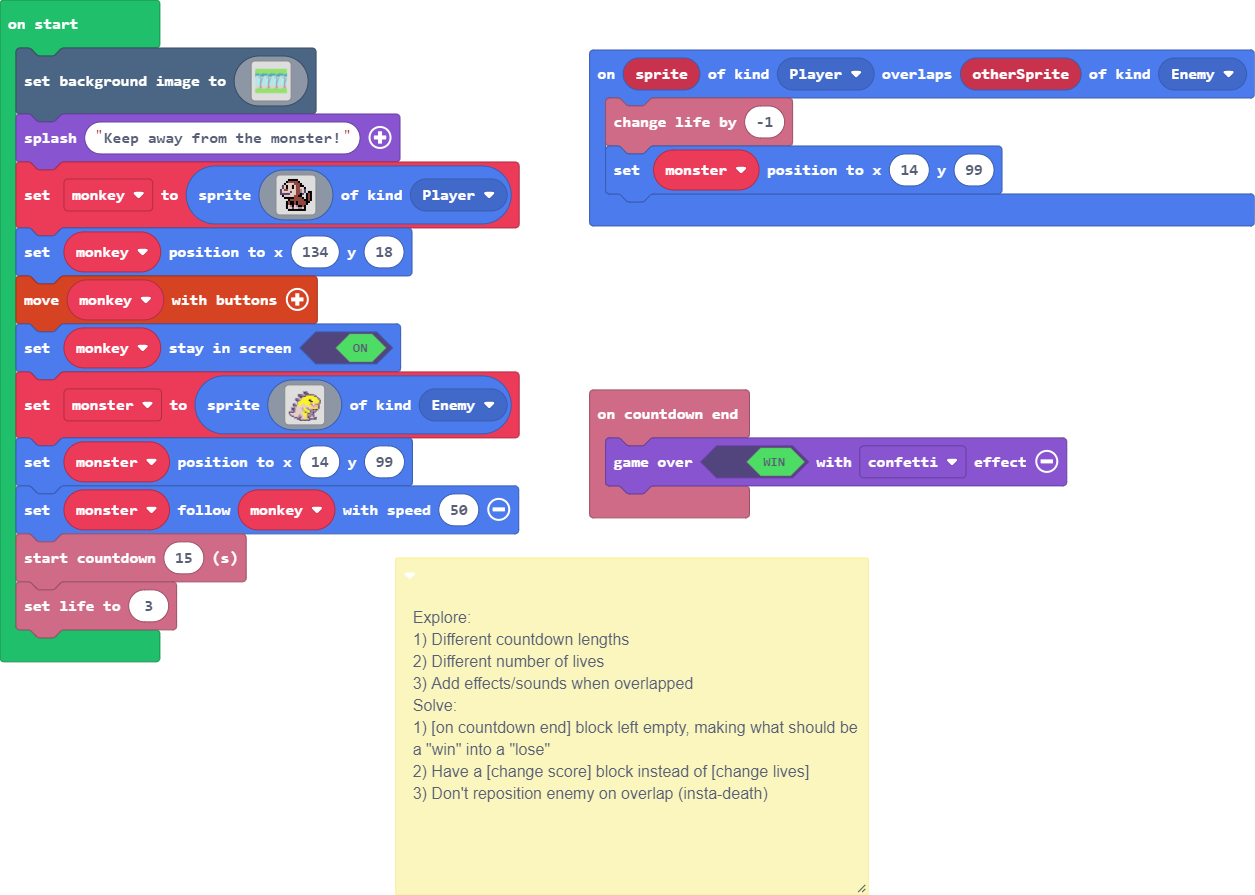 on start
set background image to
splash "Keep away from the monster!"
set monkey to sprite of kind Player
set monkey position to x 134 y 18
move monkey with buttons
set monkey stay in screen ON
set monster to sprite of kind Enemy
set monster position to x 14 y 99
set monster follow monkey with speed 50
start countdown 15 (s)
set life to 3
on sprite of kind Player overlaps otherSprite of kind Enemy
change life by -1
set monster position to x 14 y 99
on countdown end
game over WIN with confetti effect
Explore:
1) Different countdown lengths
2) Different number of lives
3) Add effects/sounds when overlapped
Solve:
1) [on countdown end] block left empty, making what should be
a "win" into a "lose"
2) Have a [change score] block instead of [change lives]
3) Don't reposition enemy on overlap (insta-death)